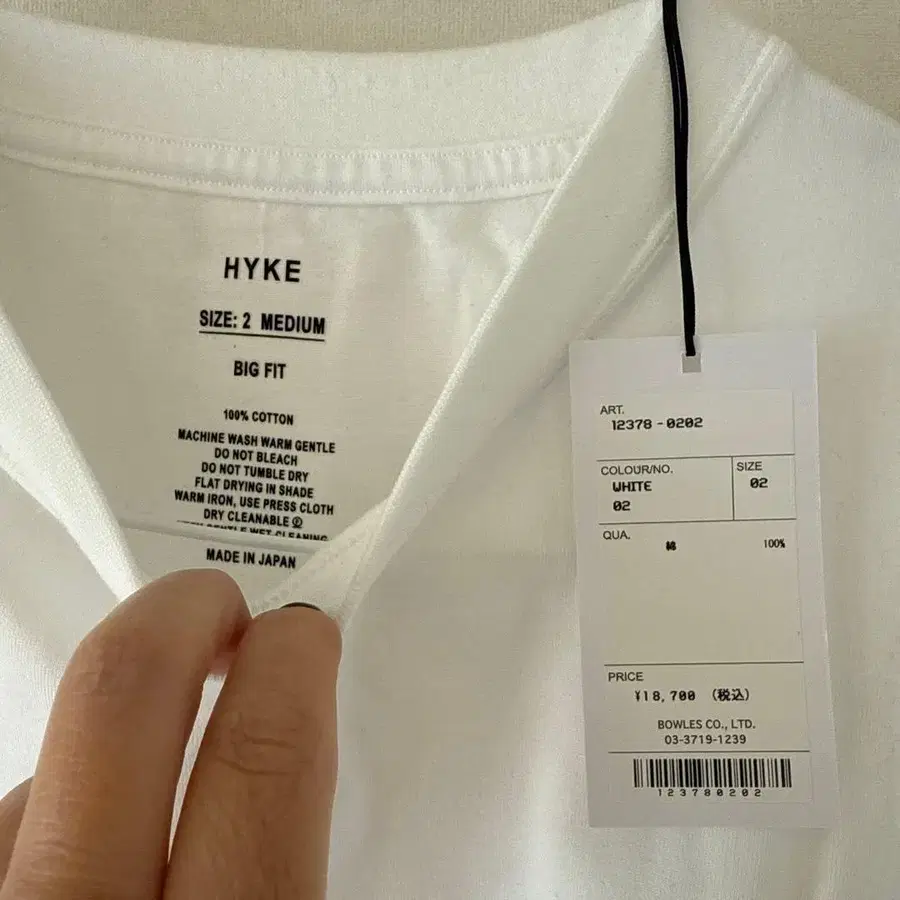 HYKE
SIZE: 2 MEDIUM
BIG FIT
100% COTTON
MACHINE WASH WARM GENTLE
DO NOT BLEACH
DO NOT TUMBLE DRY
FLAT DRYING IN SHADE
WARM IRON, USE PRESS CLOTH
DRY CLEANABLE Ⓟ
GENTLE WET CLEANING
MADE IN JAPAN
ART.
12378-0202
COLOUR/NO.
WHITE
02
SIZE
02
QUA.
綿 100%
PRICE
¥18,700 (税込)
BOWLES CO., LTD.
03-3719-1239
123780202